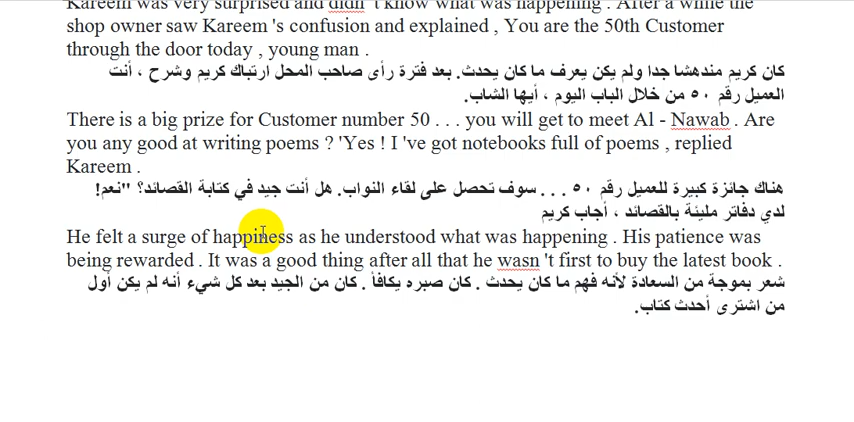 Kareem was very surprised and didn 't know what was happening . After a while the
shop owner saw Kareem 's confusion and explained , You are the 50th Customer
through the door today , young man .
كان كريم مندهشا جدا ولم يكن يعرف ما كان يحدث. بعد فترة رأى صاحب المحل ارتباك كريم وشرح ، أنت
العميل رقم ٥٠ من خلال الباب اليوم ، أيها الشاب.
There is a big prize for Customer number 50 . . . you will get to meet Al - Nawab . Are
you any good at writing poems ? 'Yes ! I 've got notebooks full of poems , replied
Kareem .
هناك جائزة كبيرة للعميل رقم ٥٠ . . . سوف تحصل على لقاء النواب. هل أنت جيد في كتابة القصائد؟ "نعم!
لدي دفاتر مليئة بالقصائد ، أجاب كريم
He felt a surge of happiness as he understood what was happening . His patience was
being rewarded . It was a good thing after all that he wasn 't first to buy the latest book .
شعر بموجة من السعادة لأنه فهم ما كان يحدث . كان صبره يكافأ . كان من الجيد بعد كل شيء أنه لم يكن أول
من اشترى أحدث كتاب.